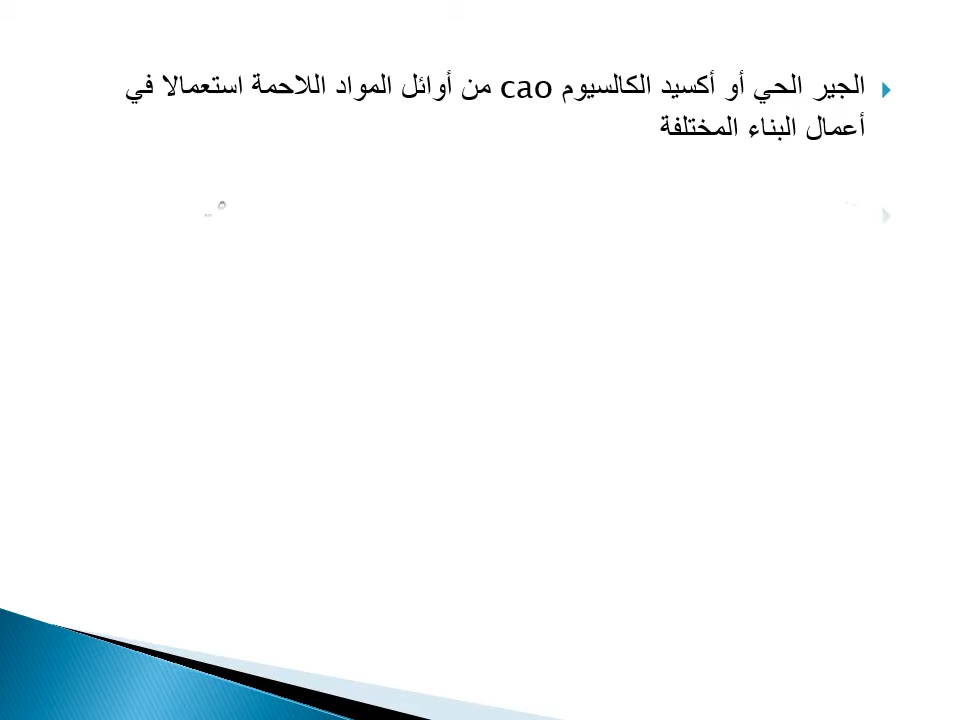 الجير الحي أو أكسيد الكالسيوم cao من أوائل المواد اللاحمة استعمالا في
أعمال البناء المختلفة